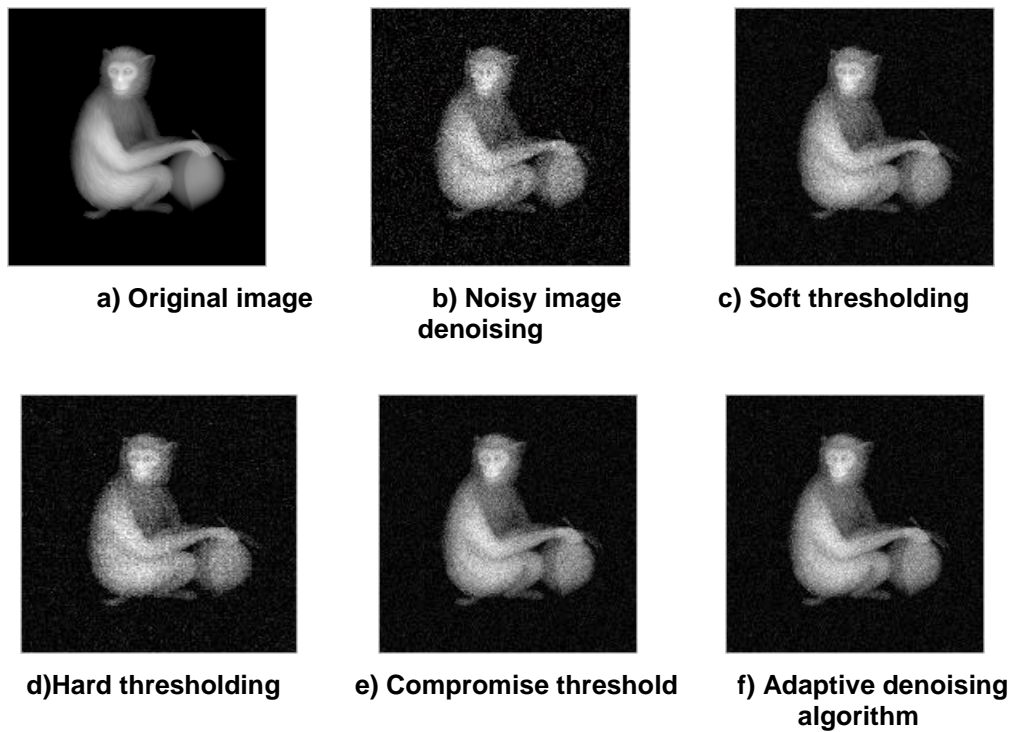 a) Original image
b) Noisy image
denoising
c) Soft thresholding
d)Hard thresholding
e) Compromise threshold
f) Adaptive denoising
algorithm